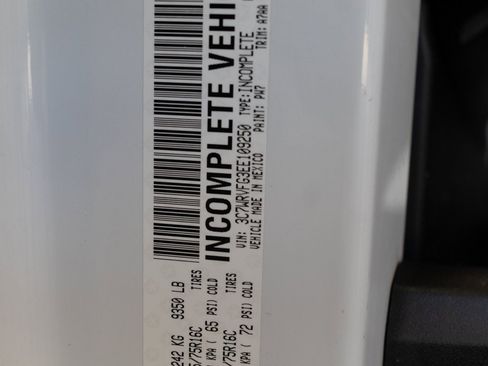 242 KG 9350 LB
/75R16C TIRES
KPA ( 65 PSI) COLD
/75R16C TIRES
KPA ( 72 PSI) COLD
INCOMPLETE VEHI
VIN: 3C7WRVFG3EE109250 TYPE:INCOMPLETE
VEHICLE MADE IN MEXICO PAINT: PW7 TRIM: A7AA